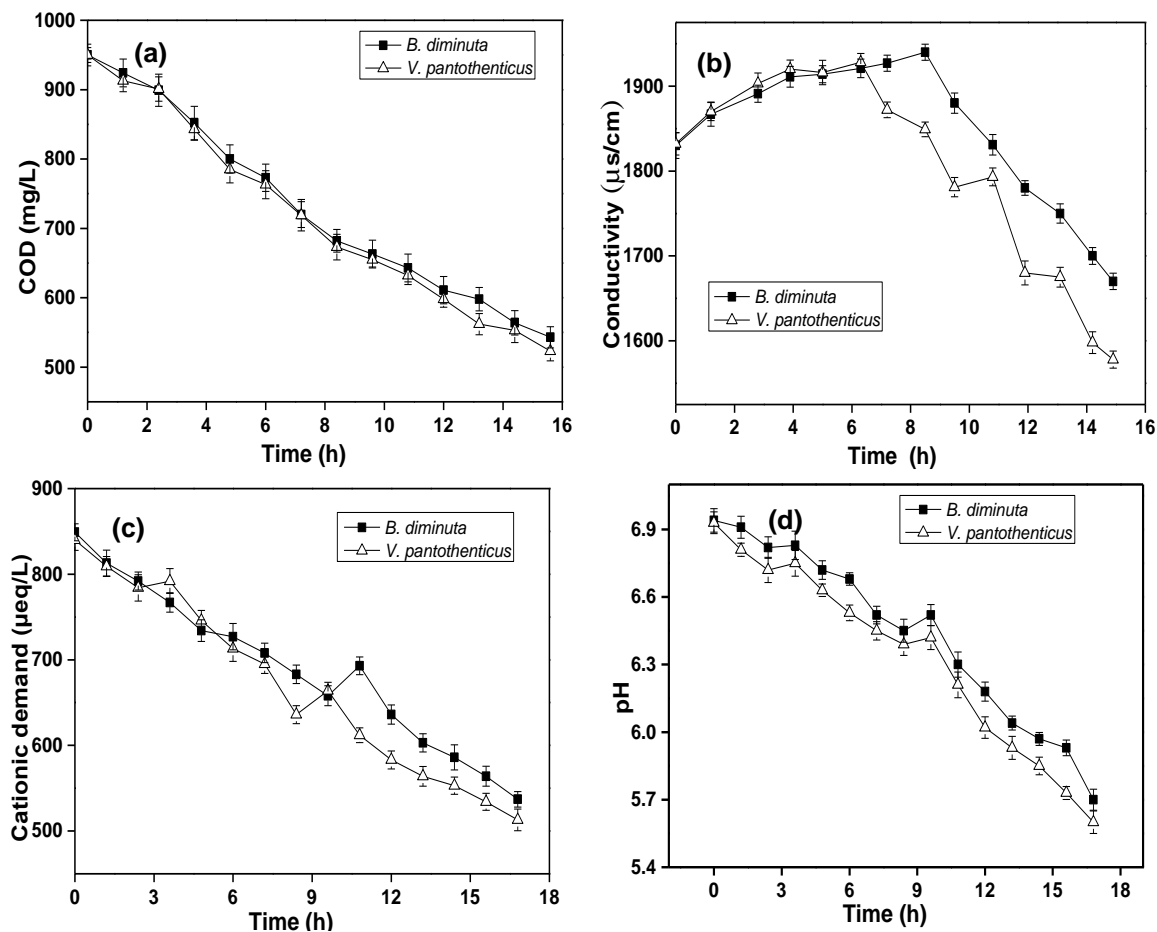 (a)
B. diminuta
V. pantothenicus
COD (mg/L)
1000
900
800
700
600
500
0 2 4 6 8 10 12 14 16
Time (h)
(b)
B. diminuta
V. pantothenicus
Conductivity (μs/cm)
1900
1800
1700
1600
0 2 4 6 8 10 12 14 16
Time (h)
(c)
B. diminuta
V. pantothenicus
Cationic demand (μeq/L)
900
800
700
600
500
0 3 6 9 12 15 18
Time (h)
(d)
B. diminuta
V. pantothenicus
pH
6.9
6.6
6.3
6.0
5.7
5.4
0 3 6 9 12 15 18
Time (h)